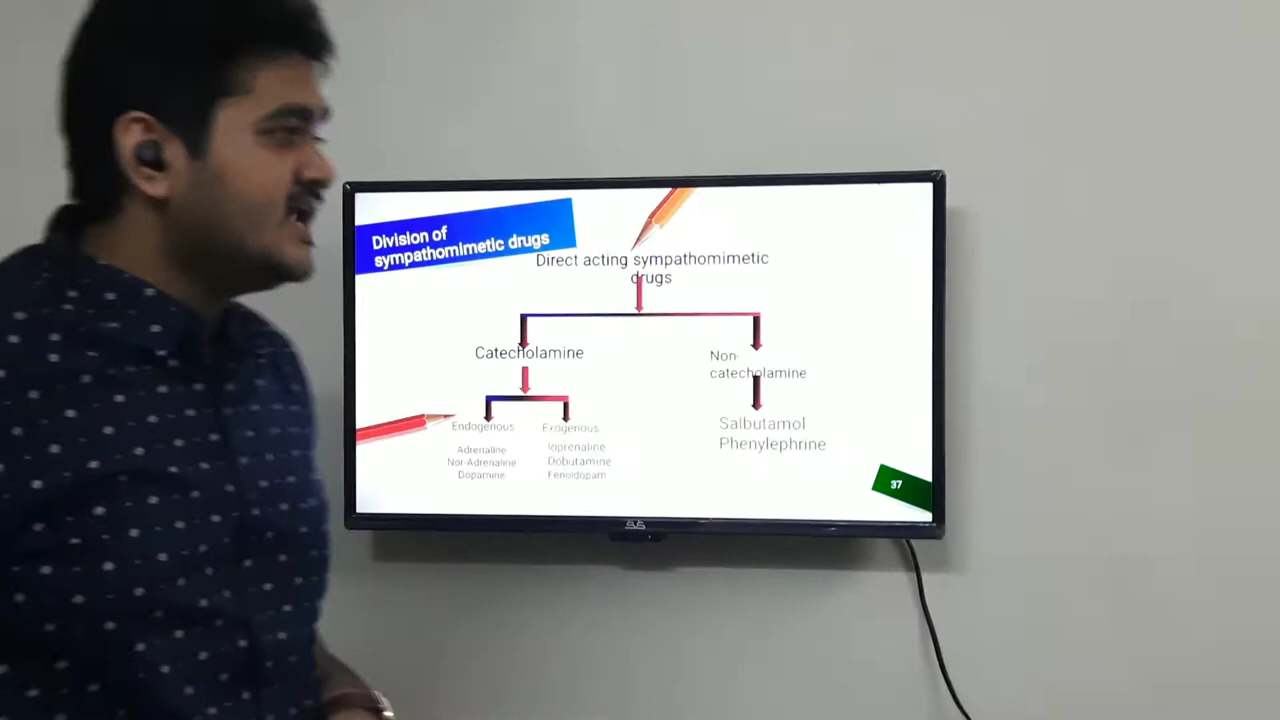 Division of
sympathomimetic drugs
Direct acting sympathomimetic
drugs
Catecholamine
Non-
catecholamine
Endogenous
Exogenous
Adrenaline
Nor-Adrenaline
Dopamine
Ioprenaline
Dobutamine
Fenoldopam
Salbutamol
Phenylephrine
37